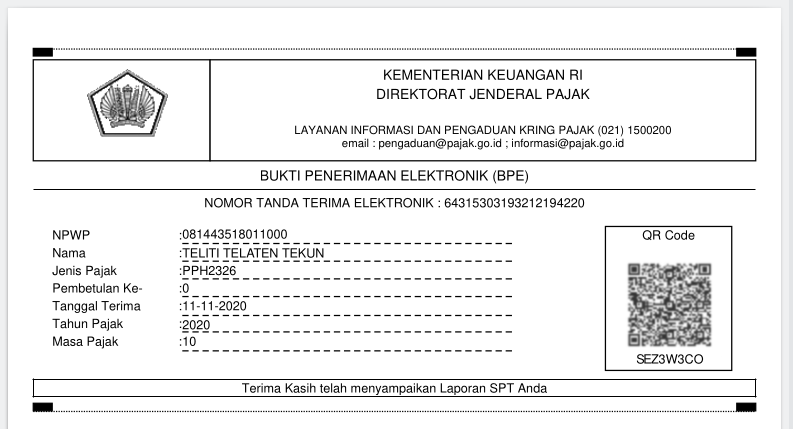 KEMENTERIAN KEUANGAN RI
DIREKTORAT JENDERAL PAJAK
LAYANAN INFORMASI DAN PENGADUAN KRING PAJAK (021) 1500200
email : pengaduan@pajak.go.id ; informasi@pajak.go.id
BUKTI PENERIMAAN ELEKTRONIK (BPE)
NOMOR TANDA TERIMA ELEKTRONIK : 64315303193212194220
NPWP :081443518011000
Nama :TELITI TELATEN TEKUN
Jenis Pajak :PPH2326
Pembetulan Ke- :0
Tanggal Terima :11-11-2020
Tahun Pajak :2020
Masa Pajak :10
QR Code
SEZ3W3CO
Terima Kasih telah menyampaikan Laporan SPT Anda